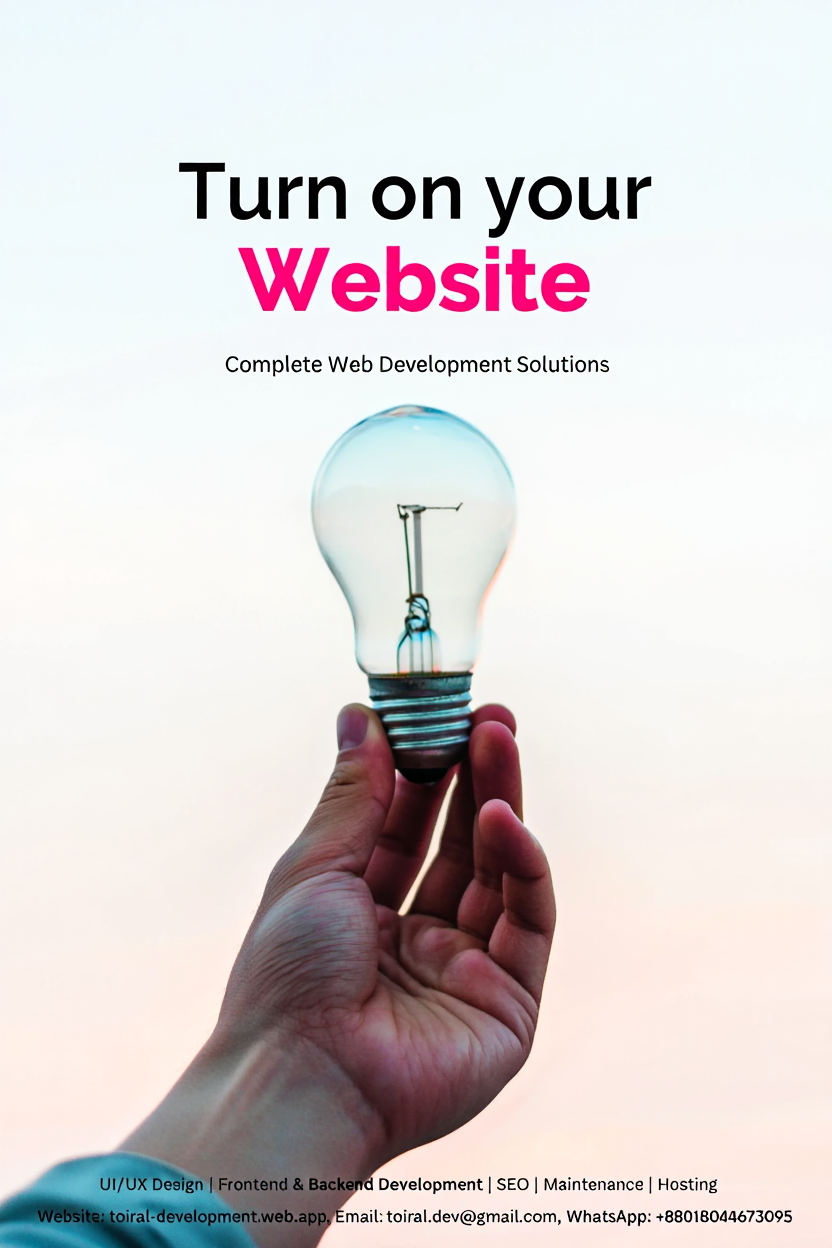 Turn on your
Website
Complete Web Development Solutions
UI/UX Design | Frontend & Backend Development | SEO | Maintenance | Hosting
Website: toiral-development.web.app, Email: toiral.dev@gmail.com, WhatsApp: +88018044673095